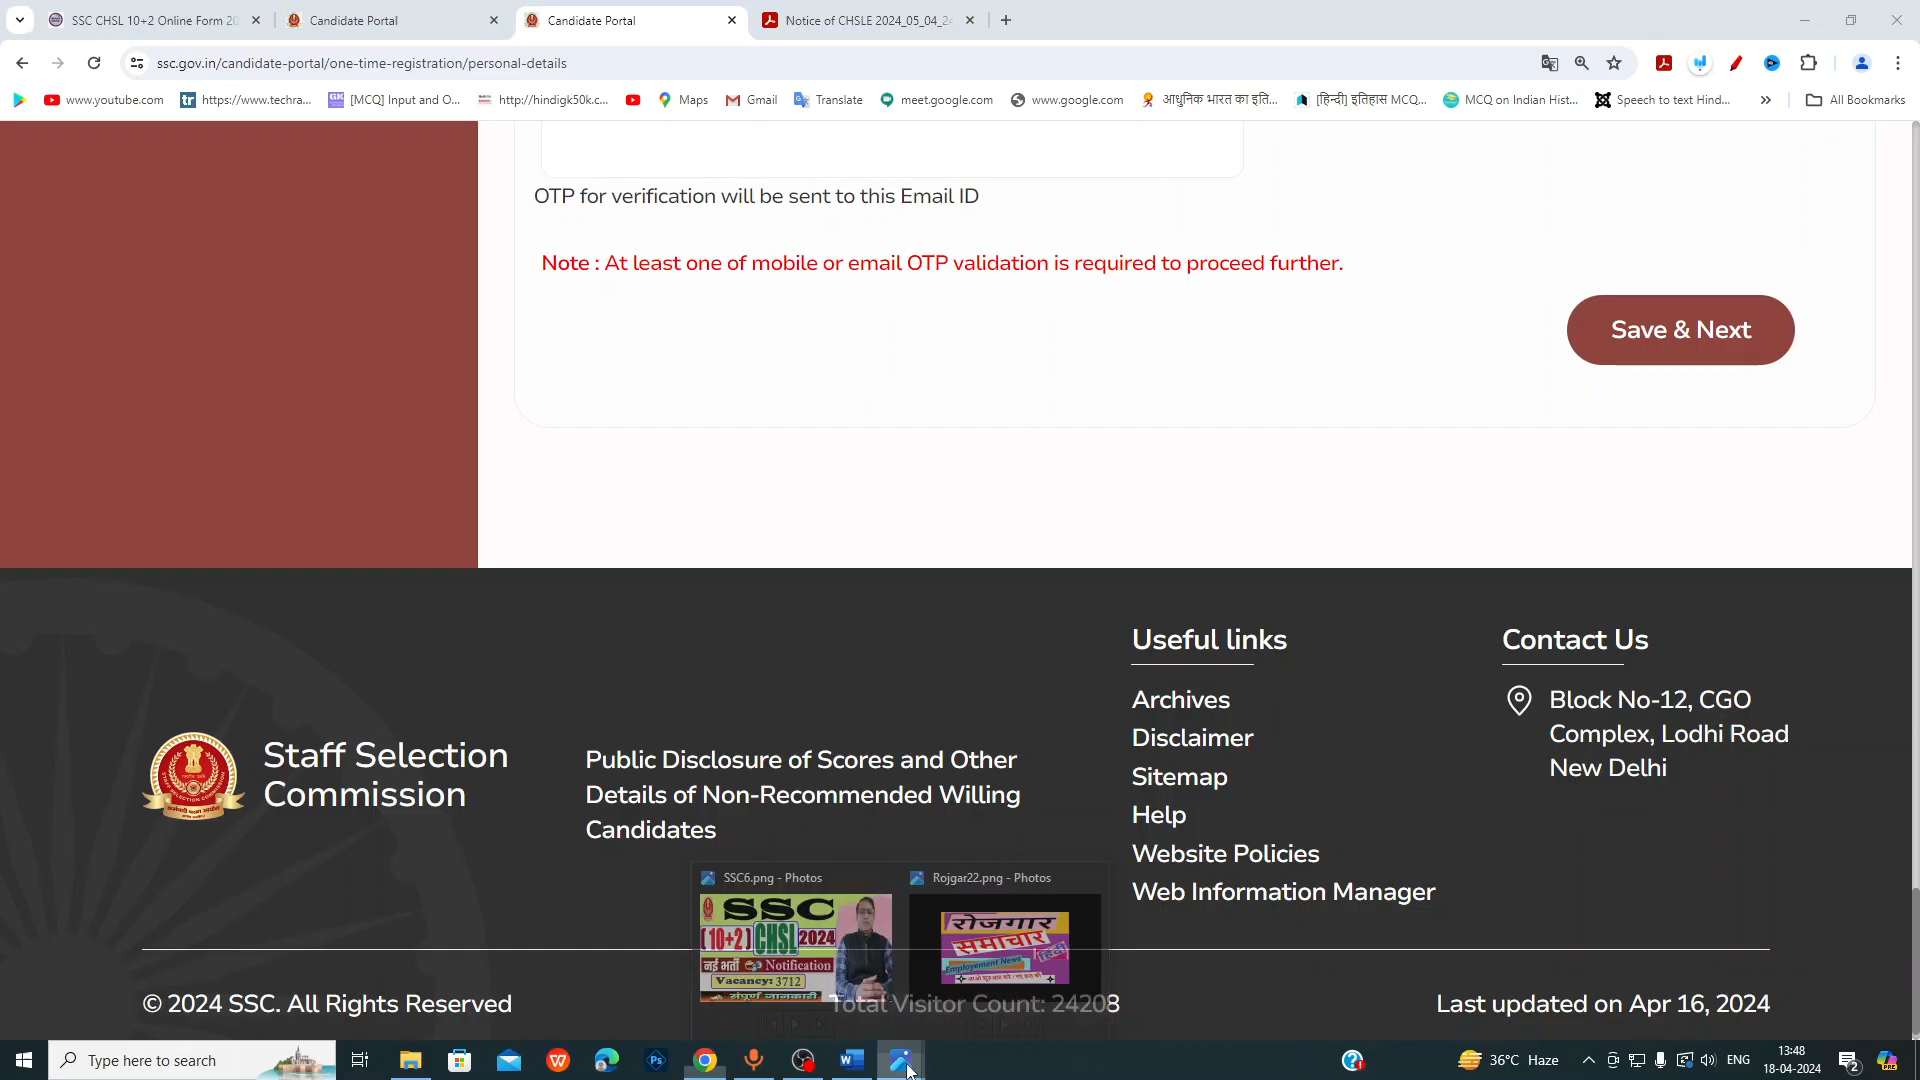 SSC CHSL 10+2 Online Form 20
Candidate Portal
Candidate Portal
Notice of CHSLE 2024_05_04_24
ssc.gov.in/candidate-portal/one-time-registration/personal-details
www.youtube.com
https://www.techra...
[MCQ] Input and O...
http://hindigk50k.c...
Maps
Gmail
Translate
meet.google.com
www.google.com
आधुनिक भारत का इति...
[हिन्दी] इतिहास MCQ...
MCQ on Indian Hist...
Speech to text Hind...
All Bookmarks
OTP for verification will be sent to this Email ID
Note : At least one of mobile or email OTP validation is required to proceed further.
Save & Next
Staff Selection
Commission
Public Disclosure of Scores and Other
Details of Non-Recommended Willing
Candidates
Useful links
Archives
Disclaimer
Sitemap
Help
Website Policies
Web Information Manager
Contact Us
Block No-12, CGO
Complex, Lodhi Road
New Delhi
SSC6.png - Photos
SSC
(10+2) CHSL 2024
नई भर्ती Notification
Vacancy: 3712
संपूर्ण जानकारी
Rojgar22.png - Photos
रोजगार
समाचार
हिन्दी
Employement News
© 2024 SSC. All Rights Reserved
Total Visitor Count: 24208
Last updated on Apr 16, 2024
Type here to search
36°C Haze
ENG
13:48
18-04-2024
2